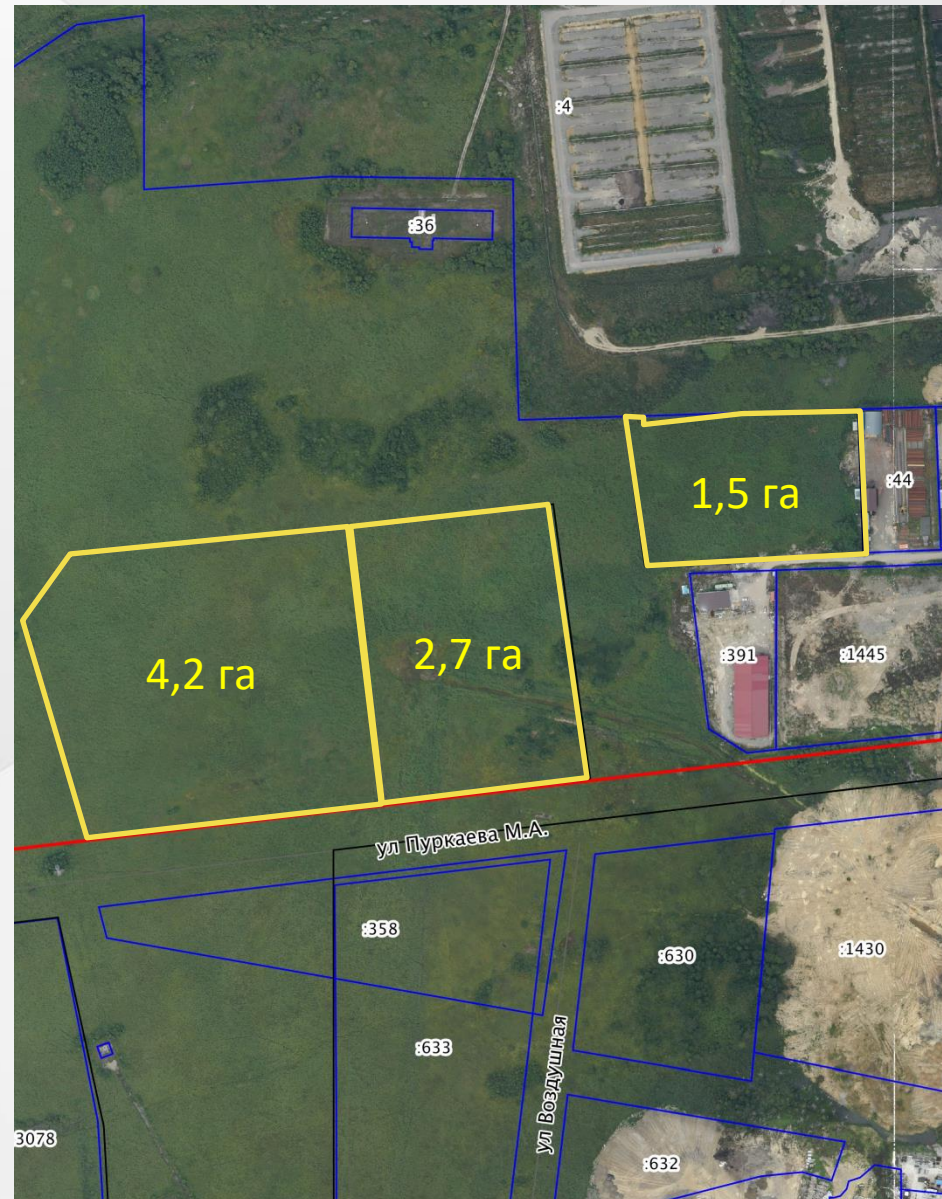 :4
:36
1,5 га
:44
4,2 га
2,7 га
:391
:1445
ул Пуркаева М.А.
:358
:630
:1430
:633
ул Воздушная
3078
:632